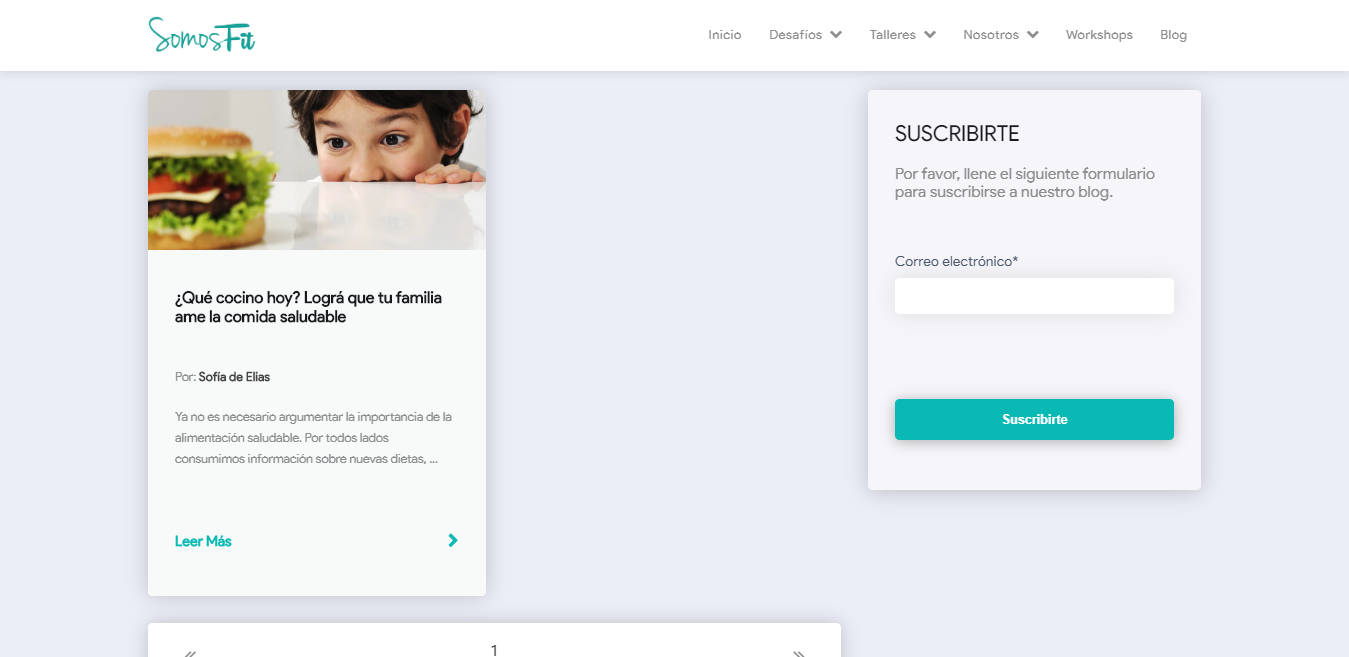 SomosFit
Inicio
Desafíos
Talleres
Nosotros
Workshops
Blog
¿Qué cocino hoy? Lográ que tu familia
ame la comida saludable
Por: Sofía de Elias
Ya no es necesario argumentar la importancia de la
alimentación saludable. Por todos lados
consumimos información sobre nuevas dietas, ...
Leer Más
SUSCRIBIRTE
Por favor, llene el siguiente formulario
para suscribirse a nuestro blog.
Correo electrónico*
Suscribirte
1